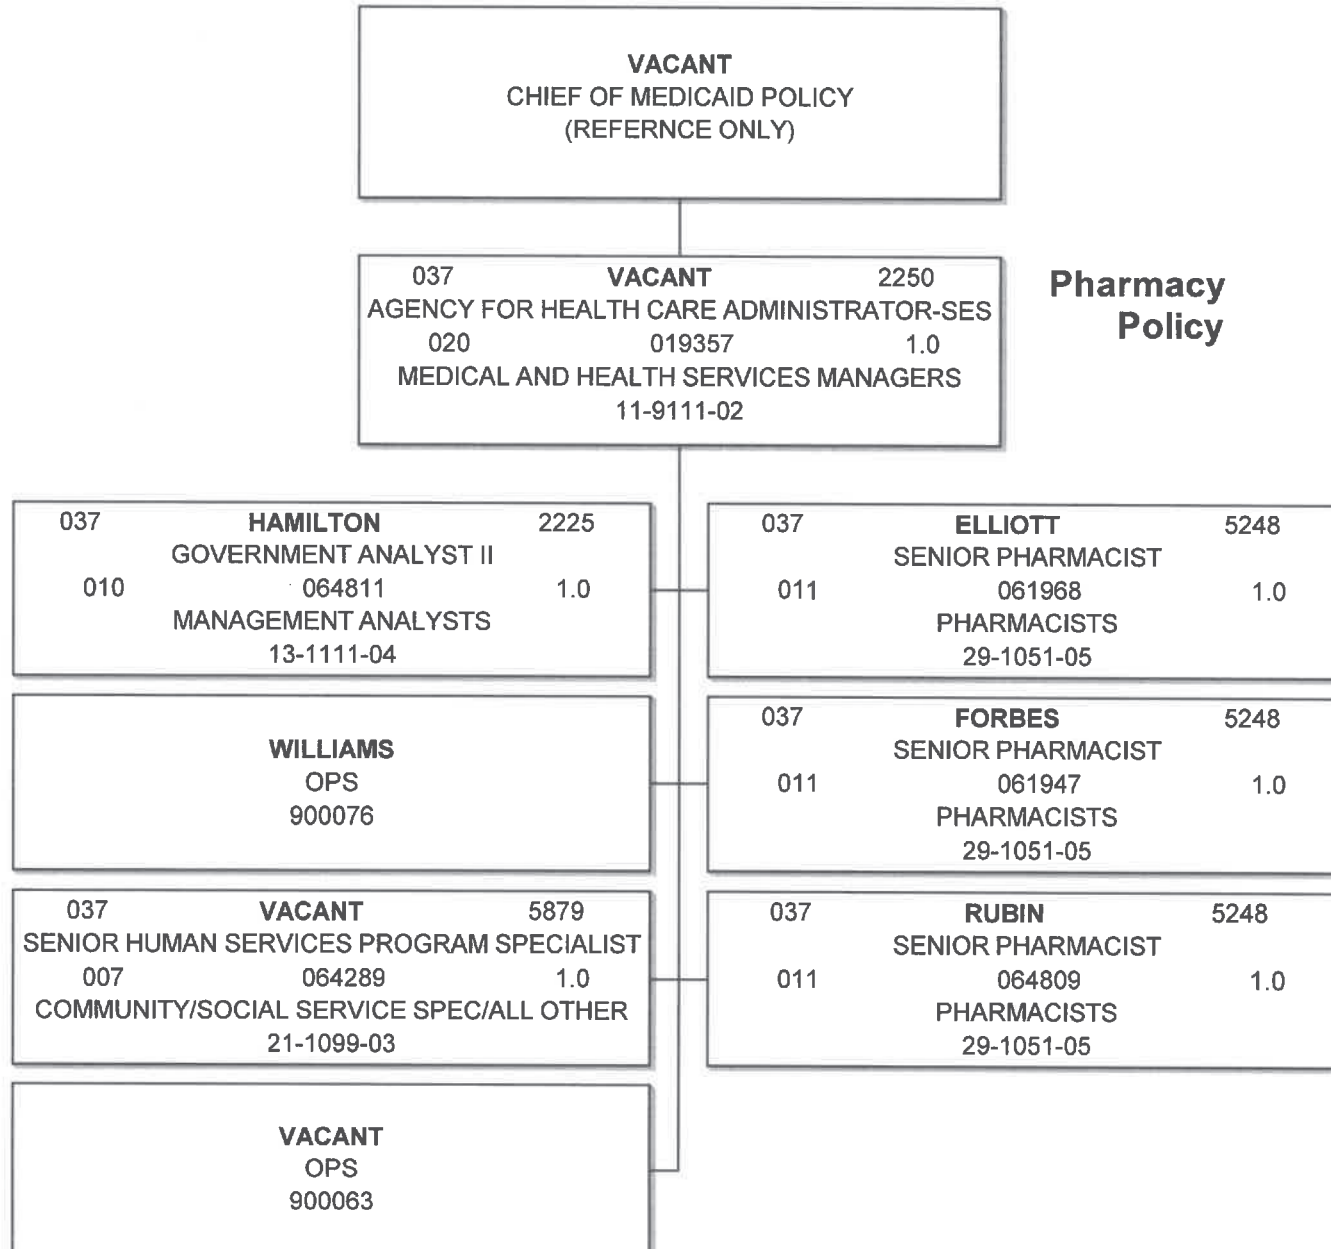 VACANT
CHIEF OF MEDICAID POLICY
(REFERNCE ONLY)
037 VACANT 2250
AGENCY FOR HEALTH CARE ADMINISTRATOR-SES
020 019357 1.0
MEDICAL AND HEALTH SERVICES MANAGERS
11-9111-02
Pharmacy
Policy
037 HAMILTON 2225
GOVERNMENT ANALYST II
010 064811 1.0
MANAGEMENT ANALYSTS
13-1111-04
037 ELLIOTT 5248
SENIOR PHARMACIST
011 061968 1.0
PHARMACISTS
29-1051-05
WILLIAMS
OPS
900076
037 FORBES 5248
SENIOR PHARMACIST
011 061947 1.0
PHARMACISTS
29-1051-05
037 VACANT 5879
SENIOR HUMAN SERVICES PROGRAM SPECIALIST
007 064289 1.0
COMMUNITY/SOCIAL SERVICE SPEC/ALL OTHER
21-1099-03
037 RUBIN 5248
SENIOR PHARMACIST
011 064809 1.0
PHARMACISTS
29-1051-05
VACANT
OPS
900063